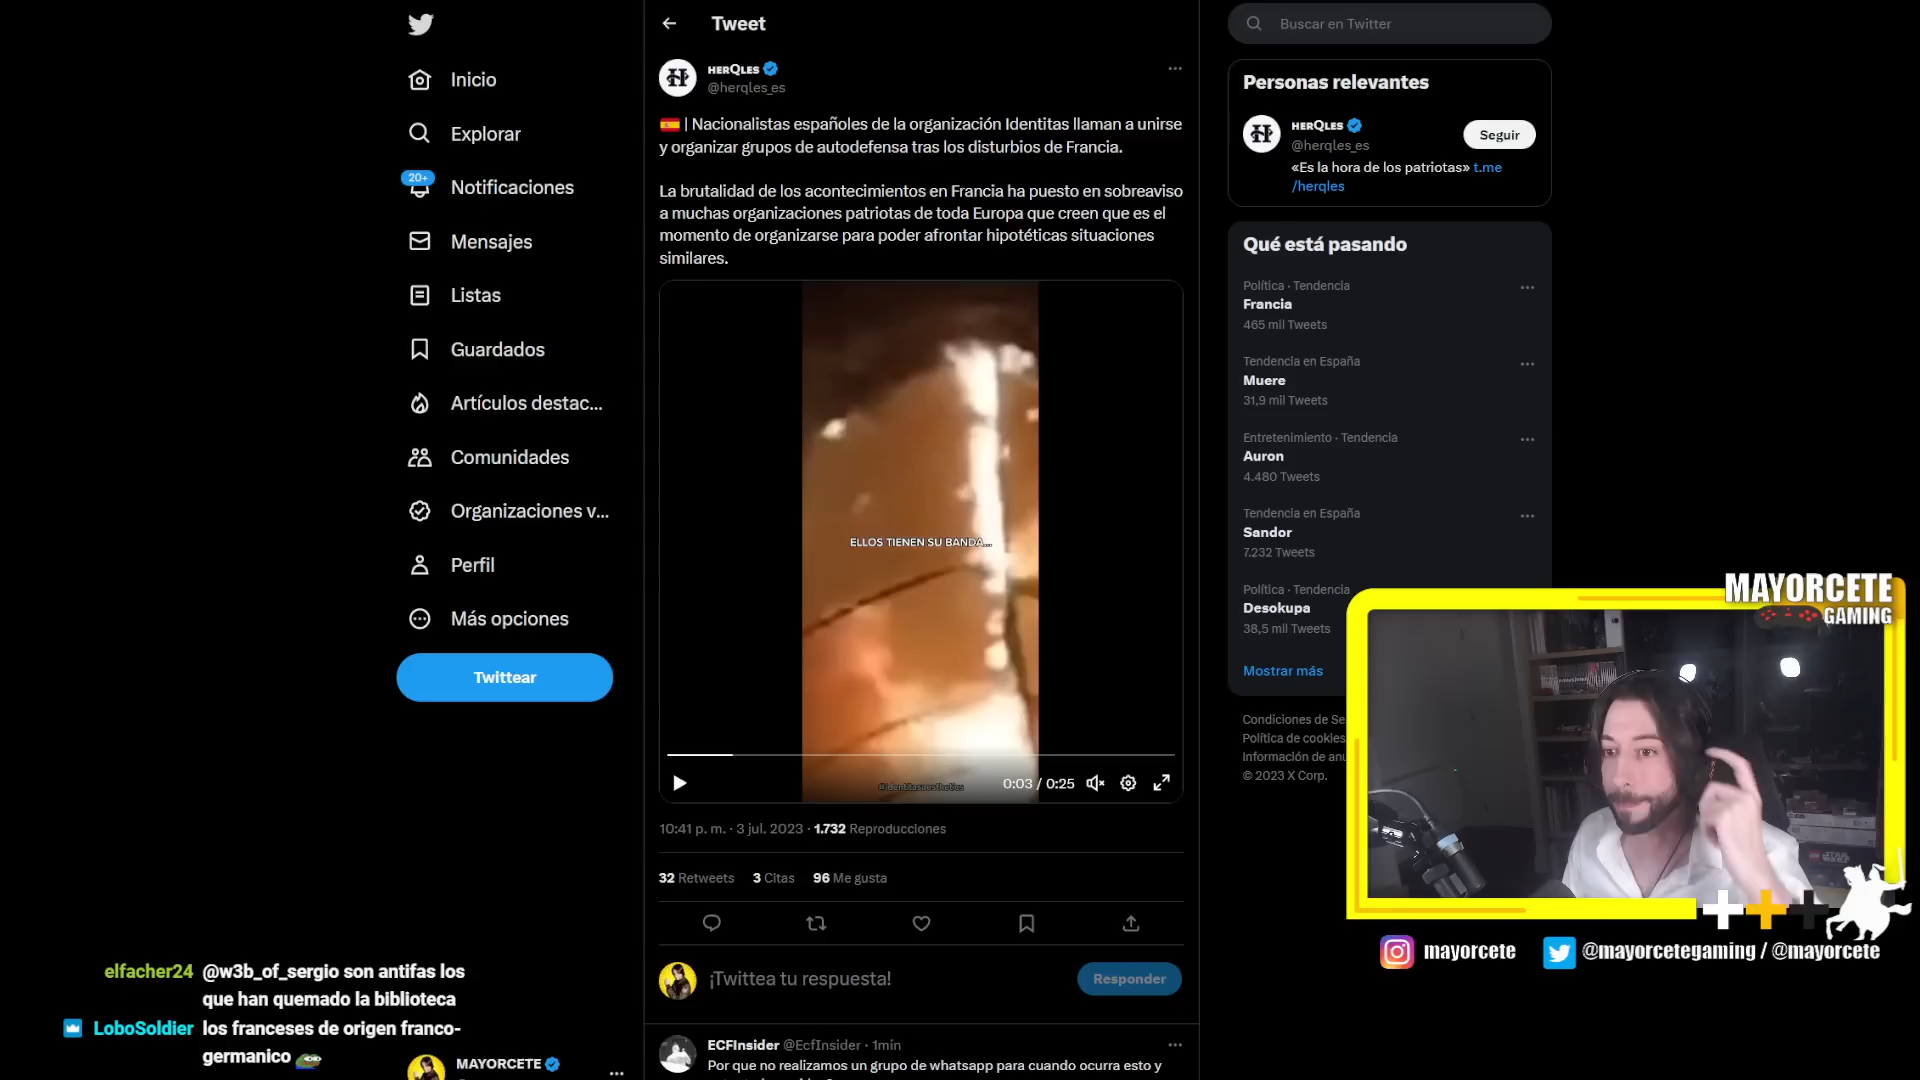 Inicio
Explorar
20+
Notificaciones
Mensajes
Listas
Guardados
Artículos destac...
Comunidades
Organizaciones v...
Perfil
Más opciones
Twittear
elfacher24 @w3b_of_sergio son antifas los
que han quemado la biblioteca
LoboSoldier los franceses de origen franco-
germanico
MAYORCETE
Tweet
HERQLES
@herqles_es
| Nacionalistas españoles de la organización Identitas llaman a unirse
y organizar grupos de autodefensa tras los disturbios de Francia.
La brutalidad de los acontecimientos en Francia ha puesto en sobreaviso
a muchas organizaciones patriotas de toda Europa que creen que es el
momento de organizarse para poder afrontar hipotéticas situaciones
similares.
ELLOS TIENEN SU BANDA...
0:03 / 0:25
10:41 p. m. · 3 jul. 2023 · 1.732 Reproducciones
32 Retweets 3 Citas 96 Me gusta
¡Twittea tu respuesta!
Responder
ECFInsider @EcfInsider · 1min
Por que no realizamos un grupo de whatsapp para cuando ocurra esto y
Buscar en Twitter
Personas relevantes
HERQLES
@herqles_es
Seguir
«Es la hora de los patriotas» t.me
/herqles
Qué está pasando
Política · Tendencia
Francia
465 mil Tweets
Tendencia en España
Muere
31,9 mil Tweets
Entretenimiento · Tendencia
Auron
4.480 Tweets
Tendencia en España
Sandor
7.232 Tweets
Política · Tendencia
Desokupa
38,5 mil Tweets
Mostrar más
Condiciones de Se
Política de cookies
Información de anu
© 2023 X Corp.
MAYORCETE
GAMING
STAR
WARS
mayorcete
@mayorcetegaming / @mayorcete